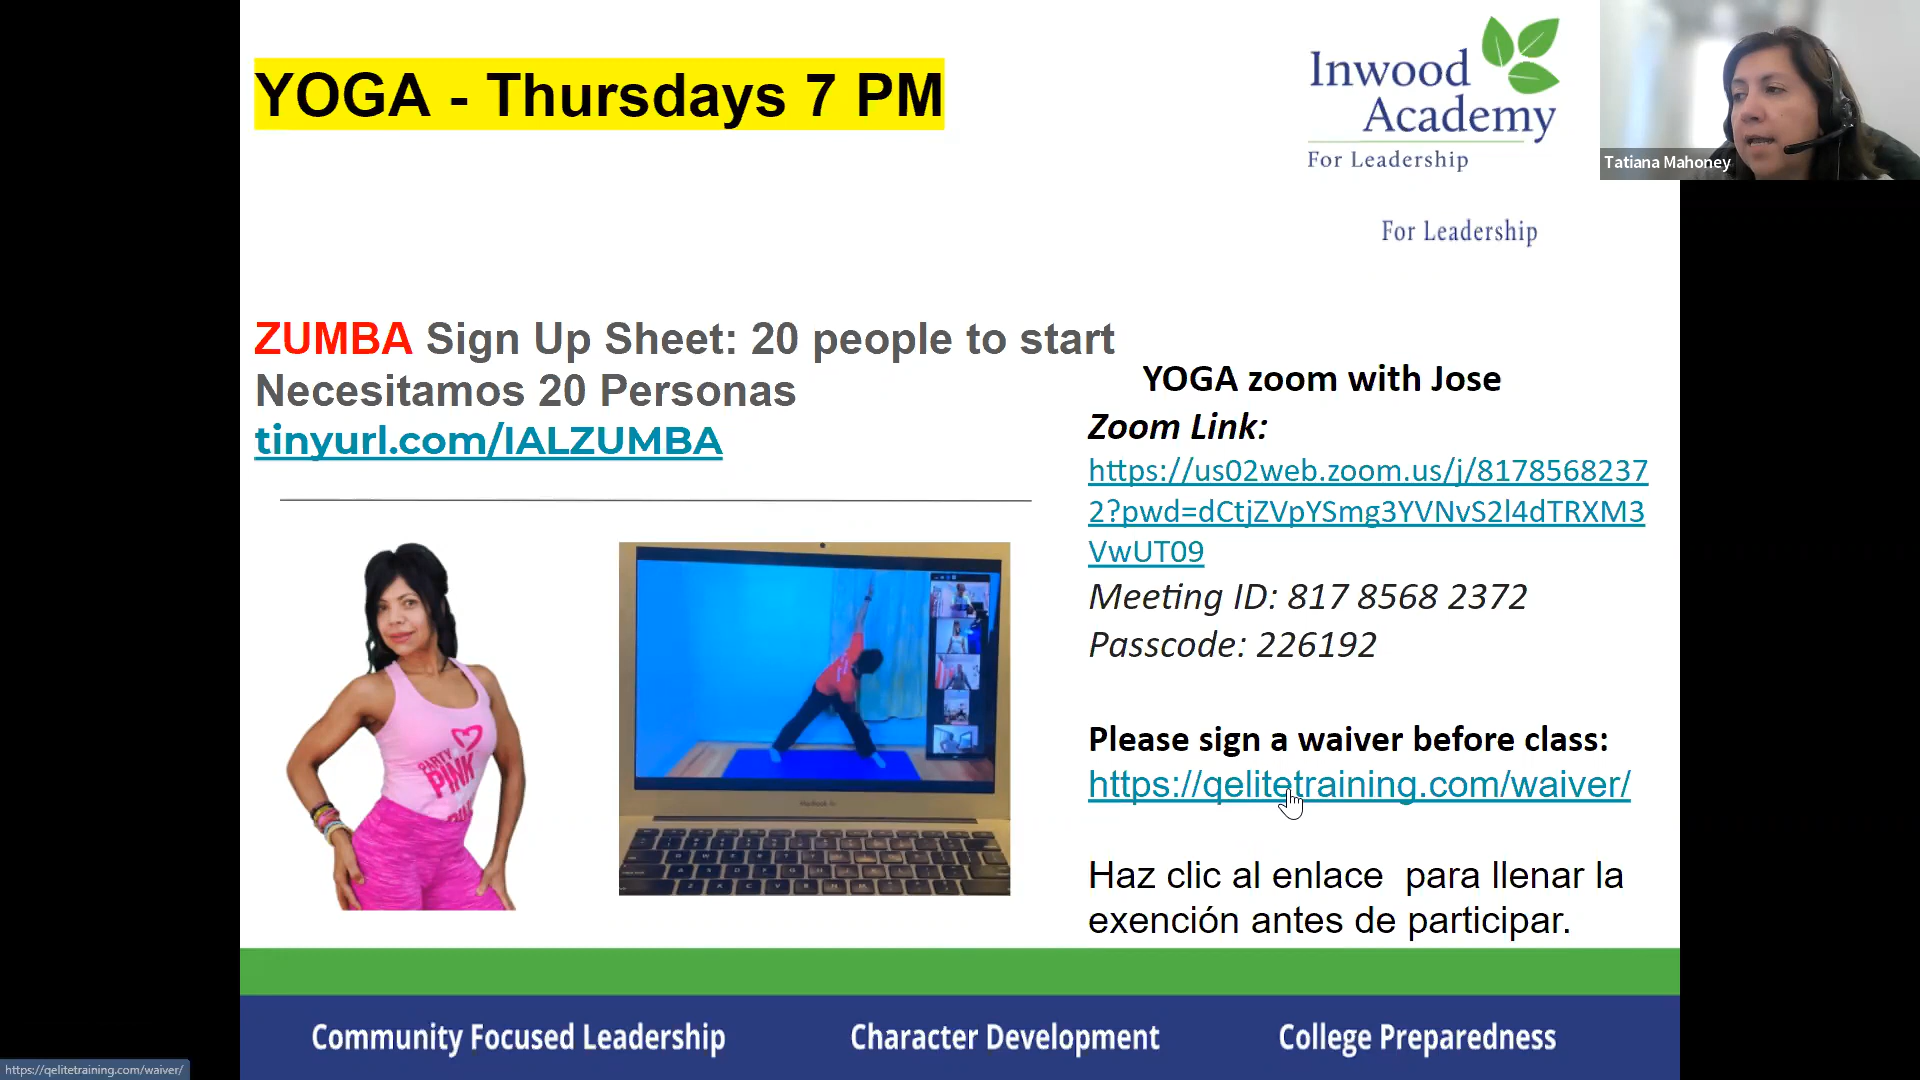 YOGA - Thursdays 7 PM
Inwood
Academy
For Leadership
Tatiana Mahoney
For Leadership
ZUMBA Sign Up Sheet: 20 people to start
Necesitamos 20 Personas
tinyurl.com/IALZUMBA
YOGA zoom with Jose
Zoom Link:
https://us02web.zoom.us/j/8178568237
2?pwd=dCtjZVpYSmg3YVNvS2l4dTRXM3
VwUT09
Meeting ID: 817 8568 2372
Passcode: 226192
Please sign a waiver before class:
https://qelitetraining.com/waiver/
Haz clic al enlace  para llenar la
exención antes de participar.
PARTY
PINK
Community Focused Leadership
Character Development
College Preparedness
https://qelitetraining.com/waiver/